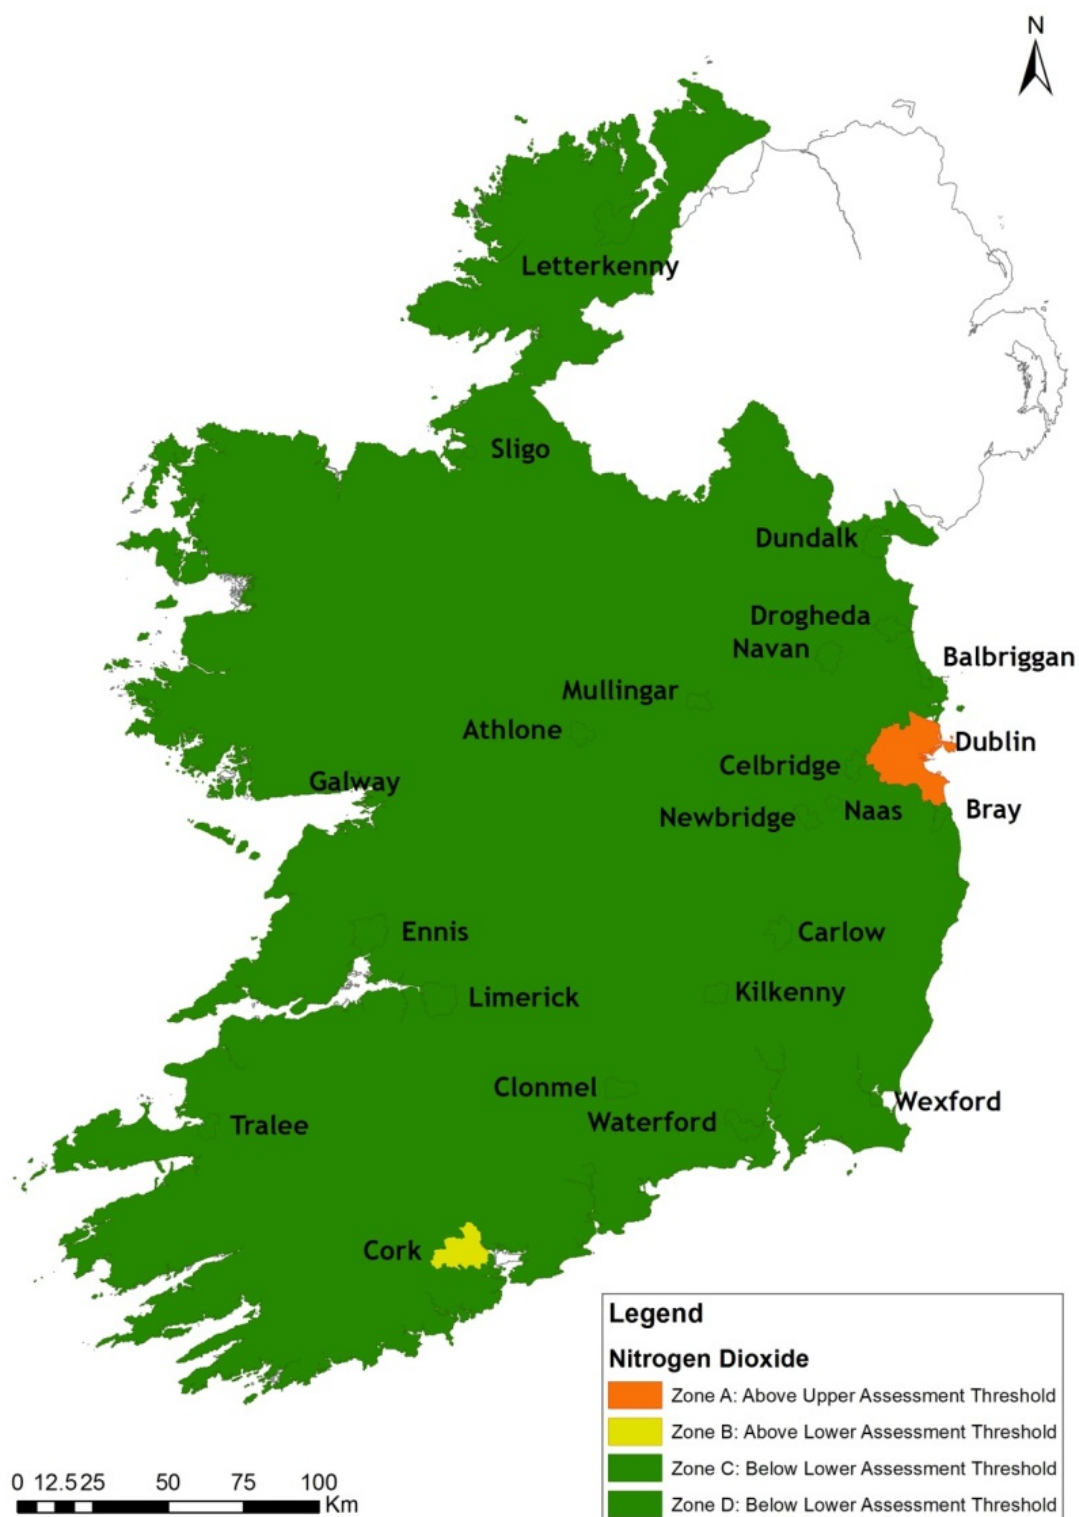 N
Letterkenny
Sligo
Dundalk
Drogheda
Navan
Balbriggan
Mullingar
Athlone
Dublin
Celbridge
Galway
Naas
Bray
Newbridge
Ennis
Carlow
Limerick
Kilkenny
Clonmel
Wexford
Waterford
Tralee
Cork
Legend
Nitrogen Dioxide
Zone A: Above Upper Assessment Threshold
Zone B: Above Lower Assessment Threshold
Zone C: Below Lower Assessment Threshold
Zone D: Below Lower Assessment Threshold
0 12.5 25 50 75 100
Km